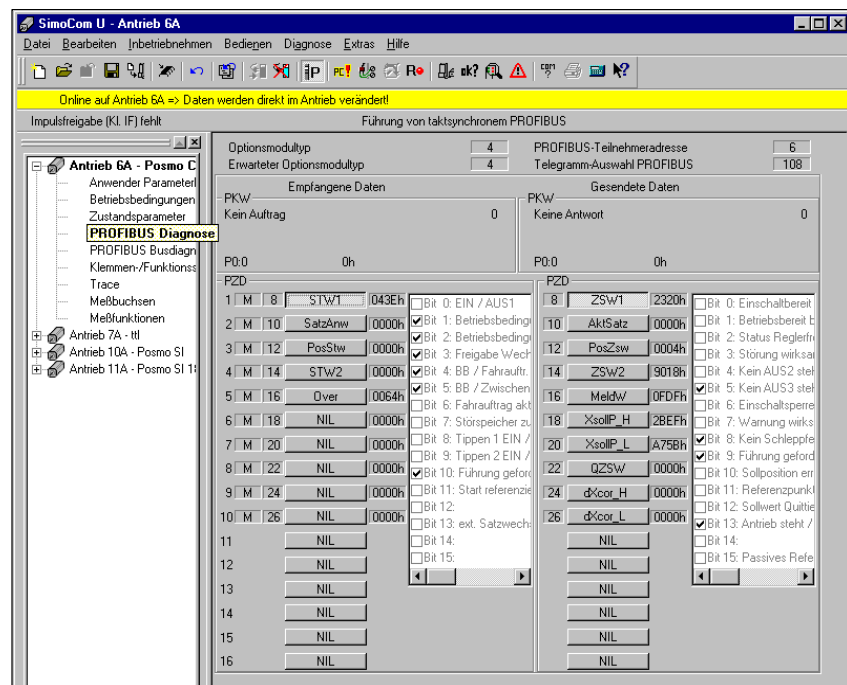 SimoCom U - Antrieb 6A
Datei Bearbeiten Inbetriebnehmen Bedienen Diagnose Extras Hilfe
Online auf Antrieb 6A => Daten werden direkt im Antrieb verändert!
Impulsfreigabe (Kl. IF) fehlt Führung von taktsynchronem PROFIBUS
Antrieb 6A - Posmo C
Anwender Parameterl
Betriebsbedingungen
Zustandsparameter
PROFIBUS Diagnose
PROFIBUS Busdiagn
Klemmen-/Funktionss
Trace
Meßbuchsen
Meßfunktionen
Antrieb 7A - ttl
Antrieb 10A - Posmo SI
Antrieb 11A - Posmo SI 1
Optionsmodultyp 4 PROFIBUS-Teilnehmeradresse 6
Erwarteter Optionsmodultyp 4 Telegramm-Auswahl PROFIBUS 108
Empfangene Daten
PKW
Kein Auftrag 0
P0:0 0h
PZD
1 M 8 STW1 043Eh
2 M 10 SatzAnw 0000h
3 M 12 PosStw 0000h
4 M 14 STW2 0000h
5 M 16 Over 0064h
6 M 18 NIL 0000h
7 M 20 NIL 0000h
8 M 22 NIL 0000h
9 M 24 NIL 0000h
10 M 26 NIL 0000h
11 NIL
12 NIL
13 NIL
14 NIL
15 NIL
16 NIL
Bit 0: EIN / AUS1
Bit 1: Betriebsbeding
Bit 2: Betriebsbeding
Bit 3: Freigabe Wech
Bit 4: BB / Fahrauftr.
Bit 5: BB / Zwischen
Bit 6: Fahrauftrag akt
Bit 7: Störspeicher zu
Bit 8: Tippen 1 EIN /
Bit 9: Tippen 2 EIN /
Bit 10: Führung geford
Bit 11: Start referenzie
Bit 12:
Bit 13: ext. Satzwech
Bit 14:
Bit 15:
Gesendete Daten
PKW
Keine Antwort 0
P0:0 0h
PZD
8 ZSW1 2320h
10 AktSatz 0000h
12 PosZsw 0004h
14 ZSW2 9018h
16 MeldW 0FDFh
18 XsollP_H 2BEFh
20 XsollP_L A75Bh
22 QZSW 0000h
24 dXcor_H 0000h
26 dXcor_L 0000h
NIL
NIL
NIL
NIL
NIL
NIL
Bit 0: Einschaltbereit
Bit 1: Betriebsbereit b
Bit 2: Status Reglerfr
Bit 3: Störung wirksa
Bit 4: Kein AUS2 steh
Bit 5: Kein AUS3 steh
Bit 6: Einschaltsperre
Bit 7: Warnung wirks
Bit 8: Kein Schleppfe
Bit 9: Führung geford
Bit 10: Sollposition err
Bit 11: Referenzpunkt
Bit 12: Sollwert Quittie
Bit 13: Antrieb steht /
Bit 14:
Bit 15: Passives Refe